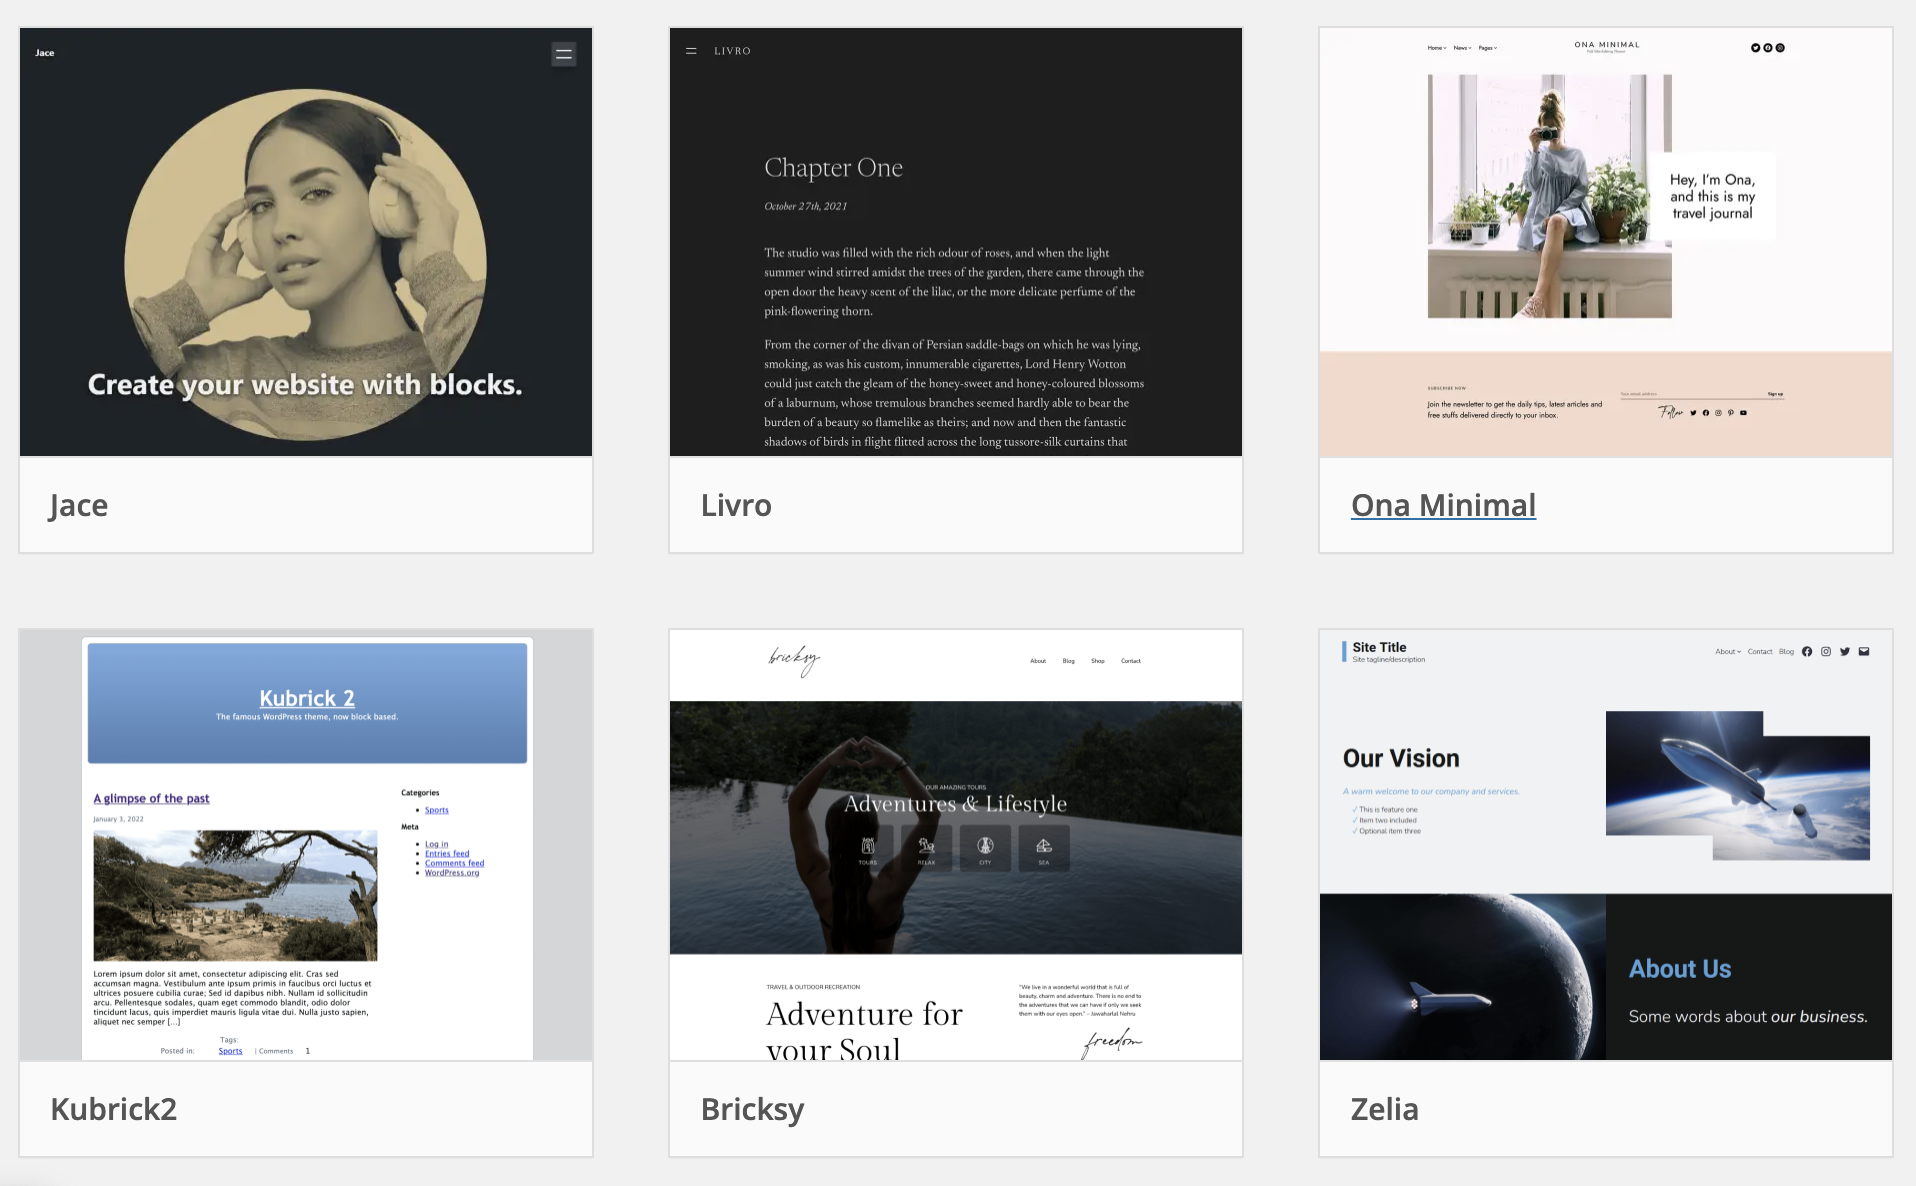 Jace
Create your website with blocks.
Jace
LIVRO
Chapter One
October 27th, 2021
The studio was filled with the rich odour of roses, and when the light
summer wind stirred amidst the trees of the garden, there came through the
open door the heavy scent of the lilac, or the more delicate perfume of the
pink-flowering thorn.
From the corner of the divan of Persian saddle-bags on which he was lying,
smoking, as was his custom, innumerable cigarettes, Lord Henry Wotton
could just catch the gleam of the honey-sweet and honey-coloured blossoms
of a laburnum, whose tremulous branches seemed hardly able to bear the
burden of a beauty so flamelike as theirs; and now and then the fantastic
shadows of birds in flight flitted across the long tussore-silk curtains that
Livro
Home News Pages
ONA MINIMAL
Full Site Editing Theme
Hey, I'm Ona,
and this is my
travel journal
SUBSCRIBE NOW
Join the newsletter to get the daily tips, latest articles and
free stuffs delivered directly to your inbox.
Your email address Sign up
Follow
Ona Minimal
Kubrick 2
The famous WordPress theme, now block based.
A glimpse of the past
January 3, 2022
Lorem ipsum dolor sit amet, consectetur adipiscing elit. Cras sed
accumsan magna. Vestibulum ante ipsum primis in faucibus orci luctus et
ultrices posuere cubilia curae; Sed id dapibus nibh. Nullam id sollicitudin
arcu. Pellentesque sodales, quam eget commodo blandit, odio dolor
tincidunt lacus, quis imperdiet mauris ligula vitae dui. Nulla justo sapien,
aliquet nec semper [...]
Tags:
Posted in: Sports | Comments 1
Categories
Sports
Meta
Log in
Entries feed
Comments feed
WordPress.org
Kubrick2
bricksy
About Blog Shop Contact
OUR AMAZING TOURS
Adventures & Lifestyle
TOURS RELAX CITY SEA
TRAVEL & OUTDOOR RECREATION
Adventure for
your Soul
"We live in a wonderful world that is full of
beauty, charm and adventure. There is no end to
the adventures that we can have if only we seek
them with our eyes open." – Jawaharlal Nehru
freedom
Bricksy
Site Title
Site tagline/description
About Contact Blog
Our Vision
A warm welcome to our company and services.
✓ This is feature one
✓ Item two included
✓ Optional item three
About Us
Some words about our business.
Zelia